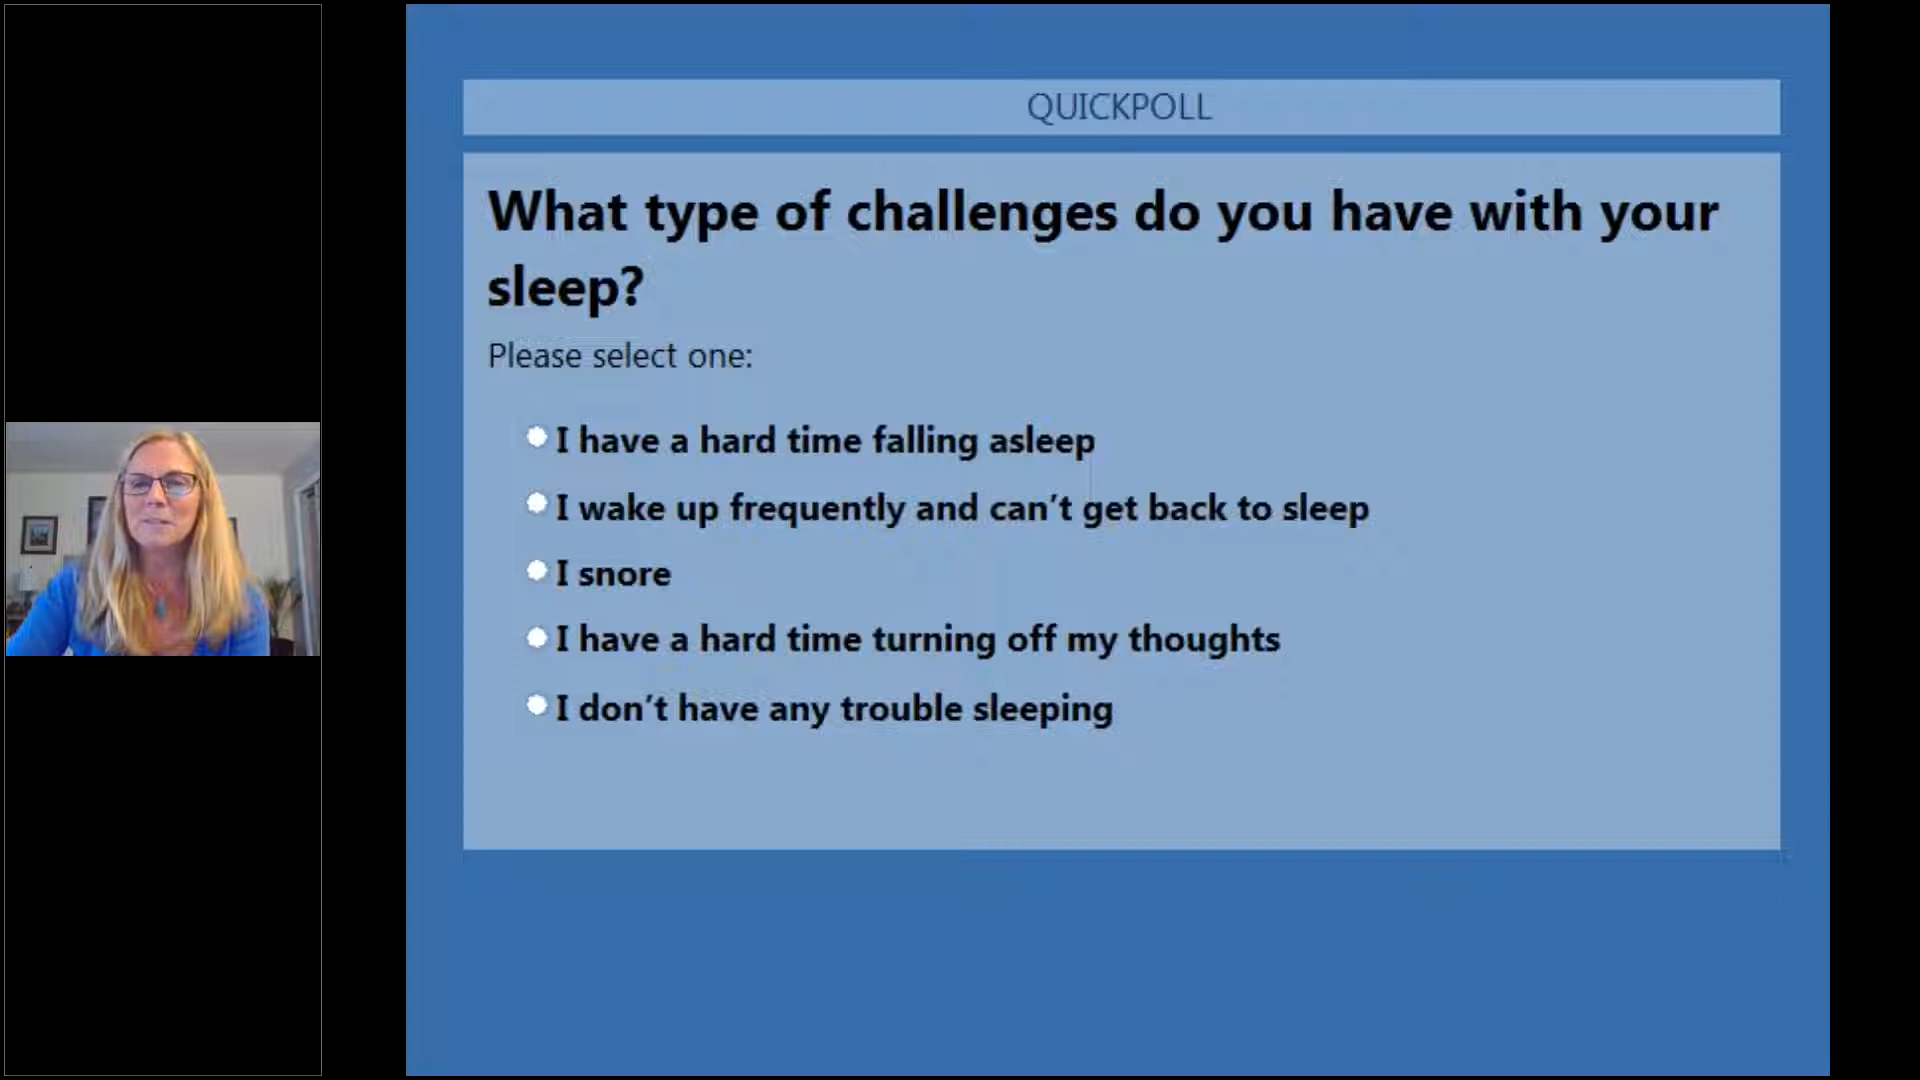 QUICKPOLL
What type of challenges do you have with your
sleep?
Please select one:
I have a hard time falling asleep
I wake up frequently and can’t get back to sleep
I snore
I have a hard time turning off my thoughts
I don’t have any trouble sleeping